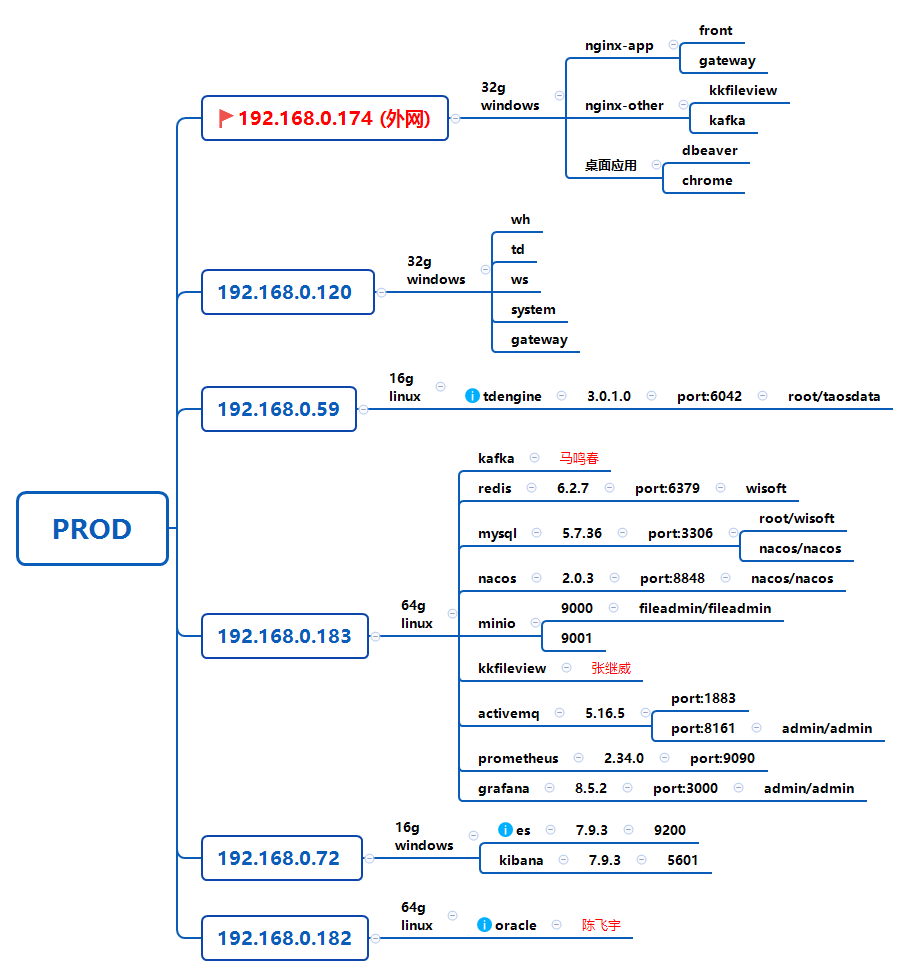 PROD
192.168.0.174 (外网)
32g
windows
nginx-app
front
gateway
nginx-other
kkfileview
kafka
桌面应用
dbeaver
chrome
192.168.0.120
32g
windows
wh
td
ws
system
gateway
192.168.0.59
16g
linux
tdengine 3.0.1.0 port:6042 root/taosdata
192.168.0.183
64g
linux
kafka 马鸣春
redis 6.2.7 port:6379 wisoft
mysql 5.7.36 port:3306
root/wisoft
nacos/nacos
nacos 2.0.3 port:8848 nacos/nacos
minio
9000 fileadmin/fileadmin
9001
kkfileview 张继威
activemq 5.16.5
port:1883
port:8161 admin/admin
prometheus 2.34.0 port:9090
grafana 8.5.2 port:3000 admin/admin
192.168.0.72
16g
windows
es 7.9.3 9200
kibana 7.9.3 5601
192.168.0.182
64g
linux
oracle 陈飞宇